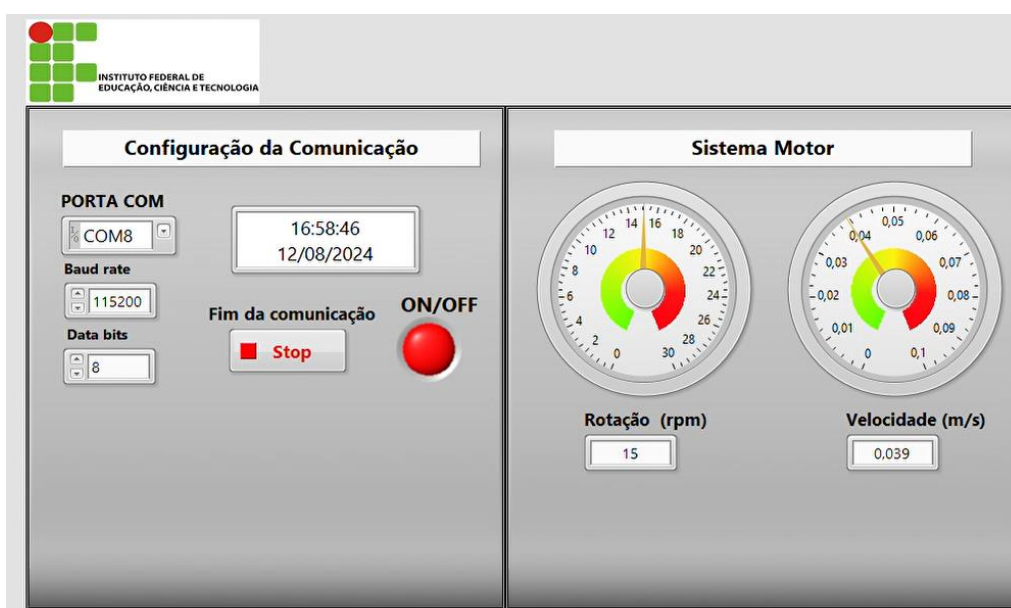 INSTITUTO FEDERAL DE
EDUCAÇÃO, CIÊNCIA E TECNOLOGIA
Configuração da Comunicação
PORTA COM
I/O COM8
16:58:46
12/08/2024
Baud rate
115200
Data bits
8
Fim da comunicação
Stop
ON/OFF
Sistema Motor
0 2 4 6 8 10 12 14 16 18 20 22 24 26 28 30
Rotação (rpm)
15
0 0,01 0,02 0,03 0,04 0,05 0,06 0,07 0,08 0,09 0,1
Velocidade (m/s)
0,039